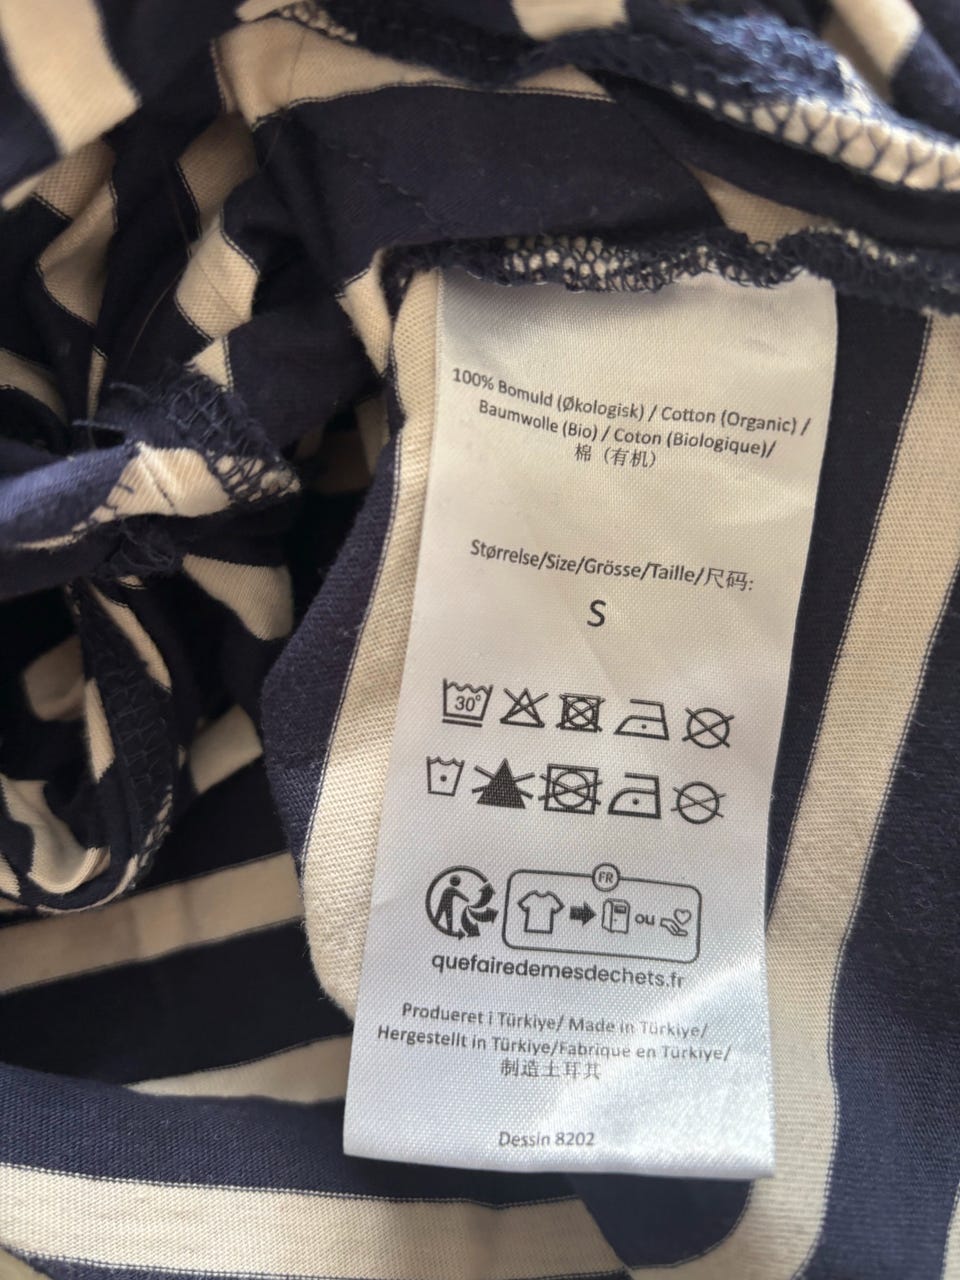 100% Bomuld (Økologisk) / Cotton (Organic) /
Baumwolle (Bio) / Coton (Biologique)/
棉（有机）
Størrelse/Size/Grösse/Taille/尺码:
S
30°
FR
ou
quefairedemesdechets.fr
Produeret i Türkiye/ Made in Türkiye/
Hergestellt in Türkiye/Fabriqué en Türkiye/
制造土耳其
Dessin 8202